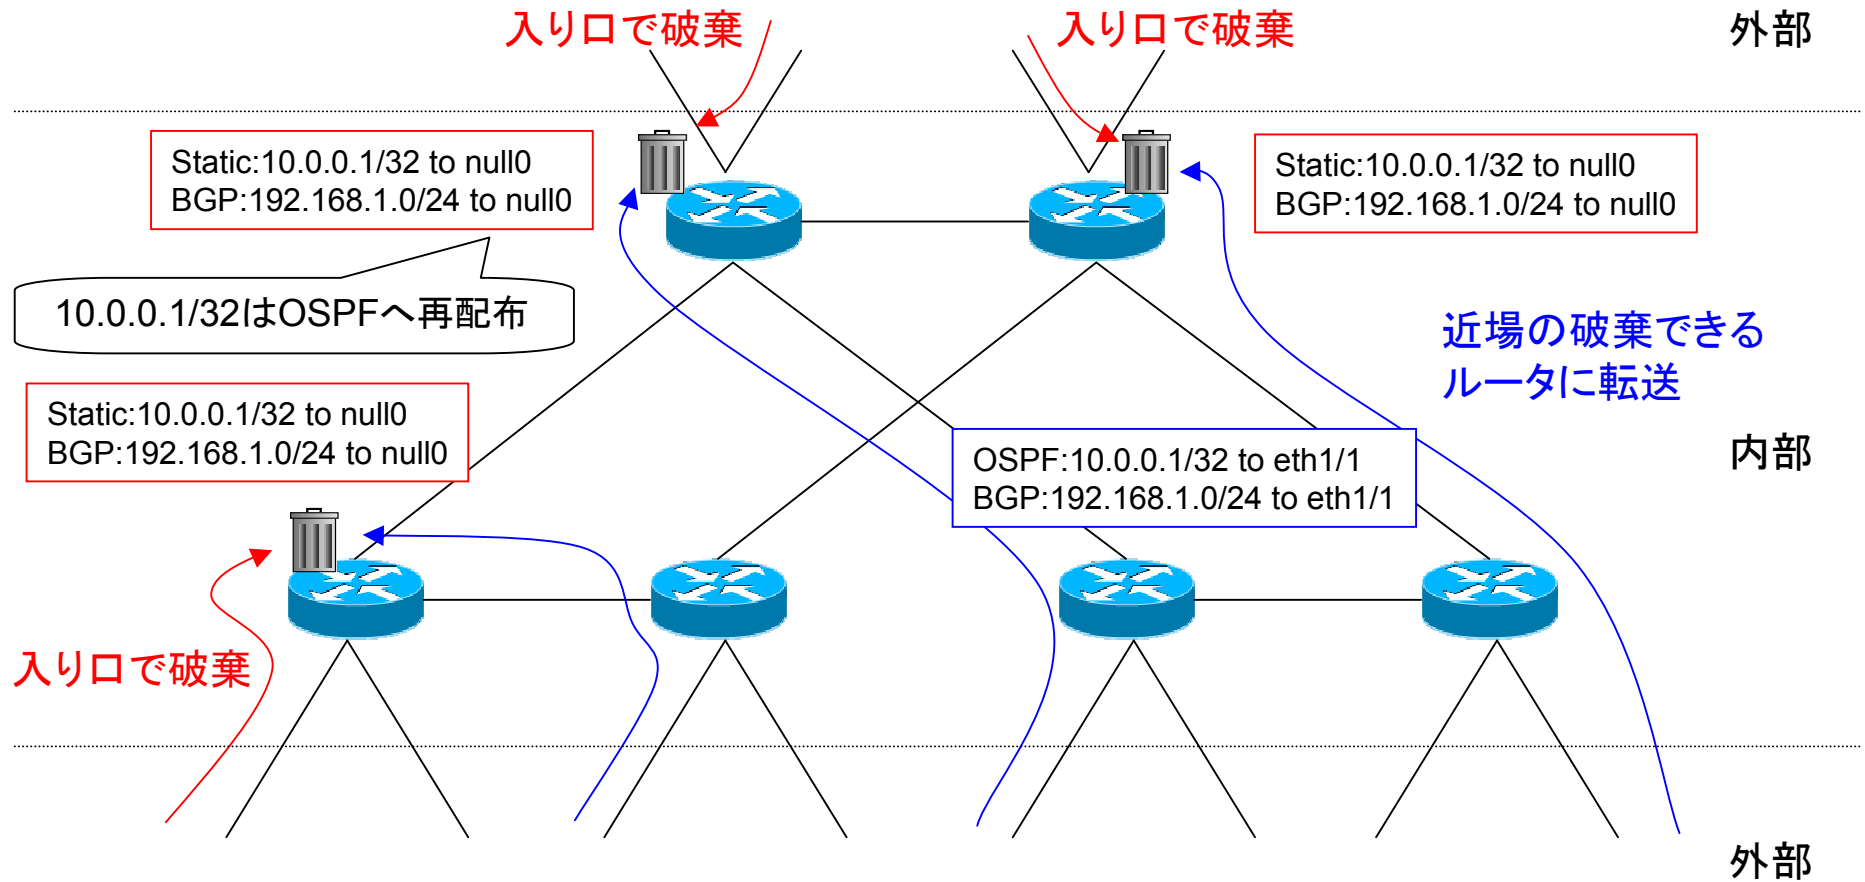 入り口で破棄
入り口で破棄
外部
Static:10.0.0.1/32 to null0
BGP:192.168.1.0/24 to null0
Static:10.0.0.1/32 to null0
BGP:192.168.1.0/24 to null0
10.0.0.1/32はOSPFへ再配布
近場の破棄できる
ルータに転送
Static:10.0.0.1/32 to null0
BGP:192.168.1.0/24 to null0
OSPF:10.0.0.1/32 to eth1/1
BGP:192.168.1.0/24 to eth1/1
内部
入り口で破棄
外部